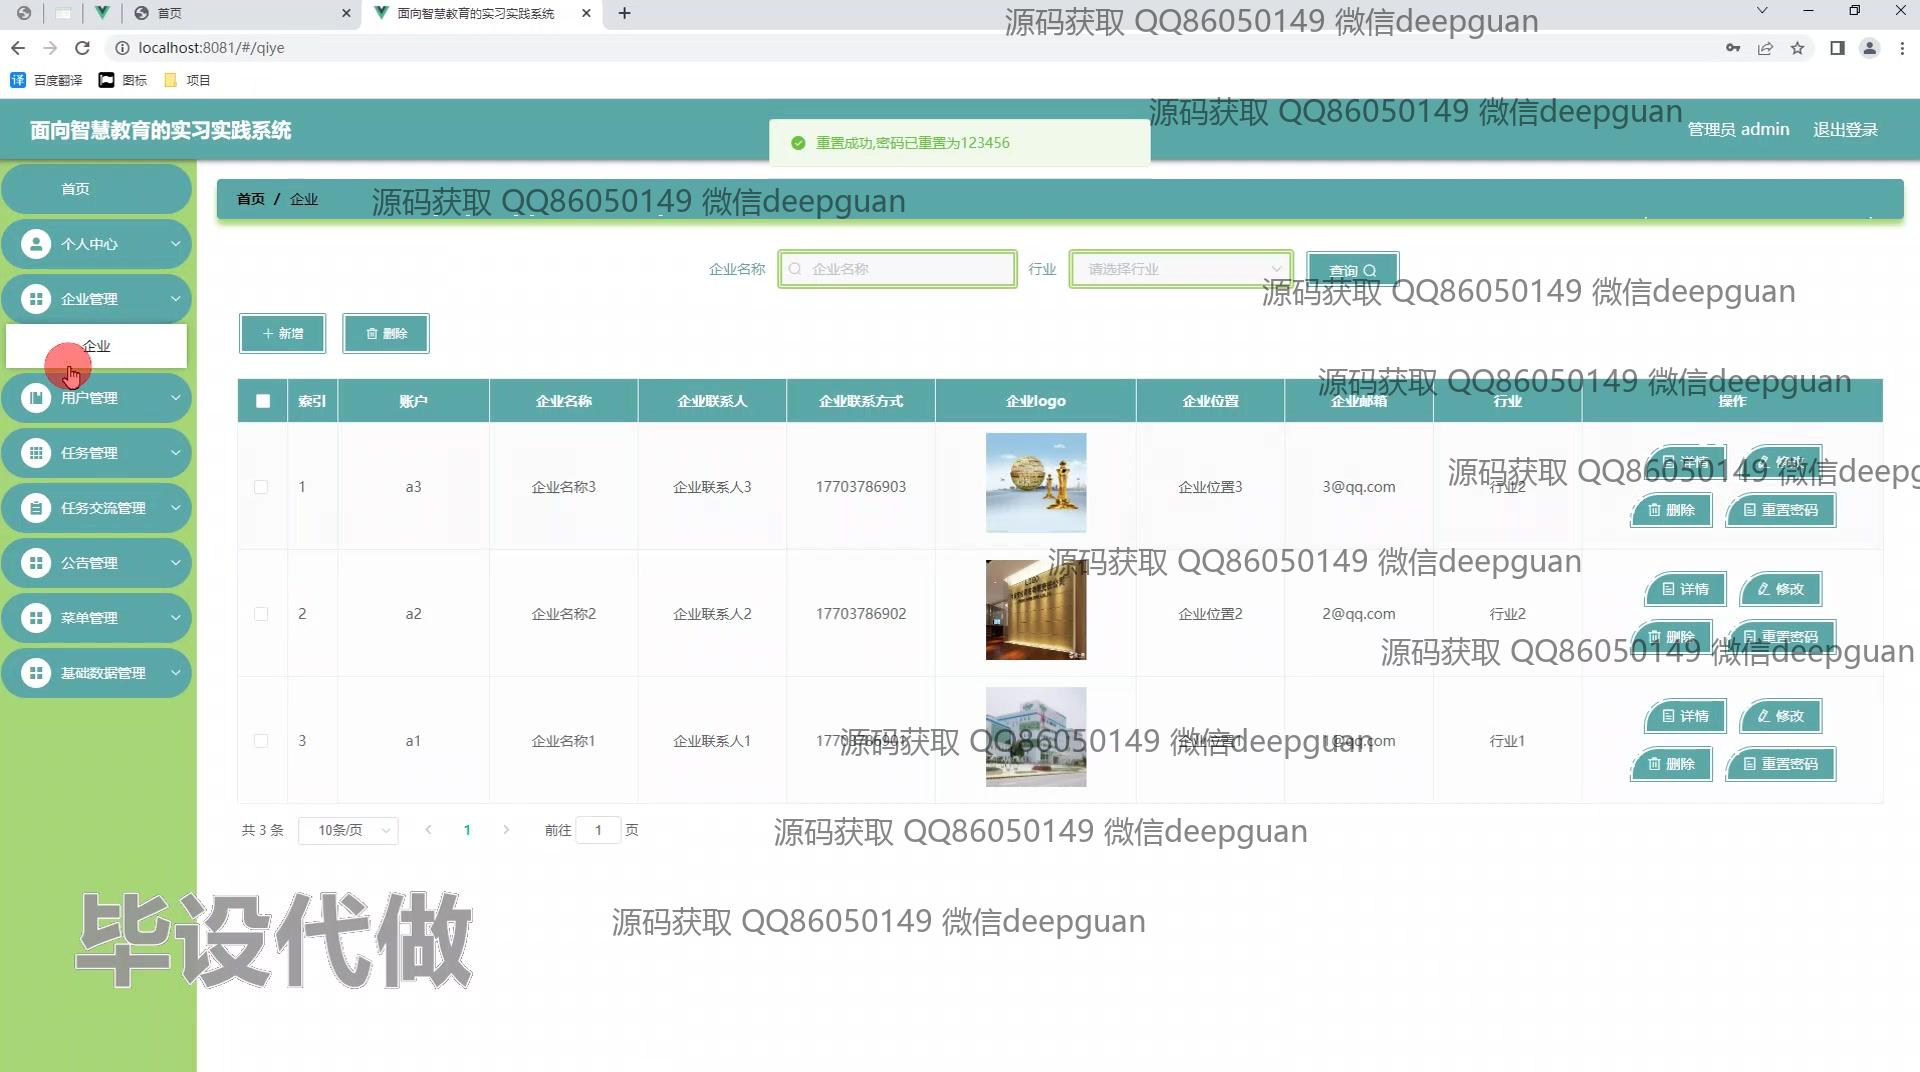 首页
面向智慧教育的实习实践系统
源码获取 QQ86050149 微信deepguan
localhost:8081/#/qiye
百度翻译 图标 项目
面向智慧教育的实习实践系统
重置成功,密码已重置为123456
源码获取 QQ86050149 微信deepguan
管理员 admin 退出登录
首页
首页 / 企业
源码获取 QQ86050149 微信deepguan
个人中心
企业名称 企业名称 行业 请选择行业 查询
源码获取 QQ86050149 微信deepguan
企业管理
新增 删除
企业
源码获取 QQ86050149 微信deepguan
用户管理
索引 账户 企业名称 企业联系人 企业联系方式 企业logo 企业位置 企业邮箱 行业 操作
任务管理
详情 修改
源码获取 QQ86050149 微信deepg
1 a3 企业名称3 企业联系人3 17703786903 企业位置3 3@qq.com 行业2
删除 重置密码
任务交流管理
源码获取 QQ86050149 微信deepguan
公告管理
详情 修改
2 a2 企业名称2 企业联系人2 17703786902 企业位置2 2@qq.com 行业2
菜单管理
删除 重置密码
源码获取 QQ86050149 微信deepguan
基础数据管理
详情 修改
3 a1 企业名称1 企业联系人1 17703786901 企业位置1 1@qq.com 行业1
源码获取 QQ86050149 微信deepguan
删除 重置密码
共 3 条 10条/页 1 前往 1 页
源码获取 QQ86050149 微信deepguan
源码获取 QQ86050149 微信deepguan
毕设代做